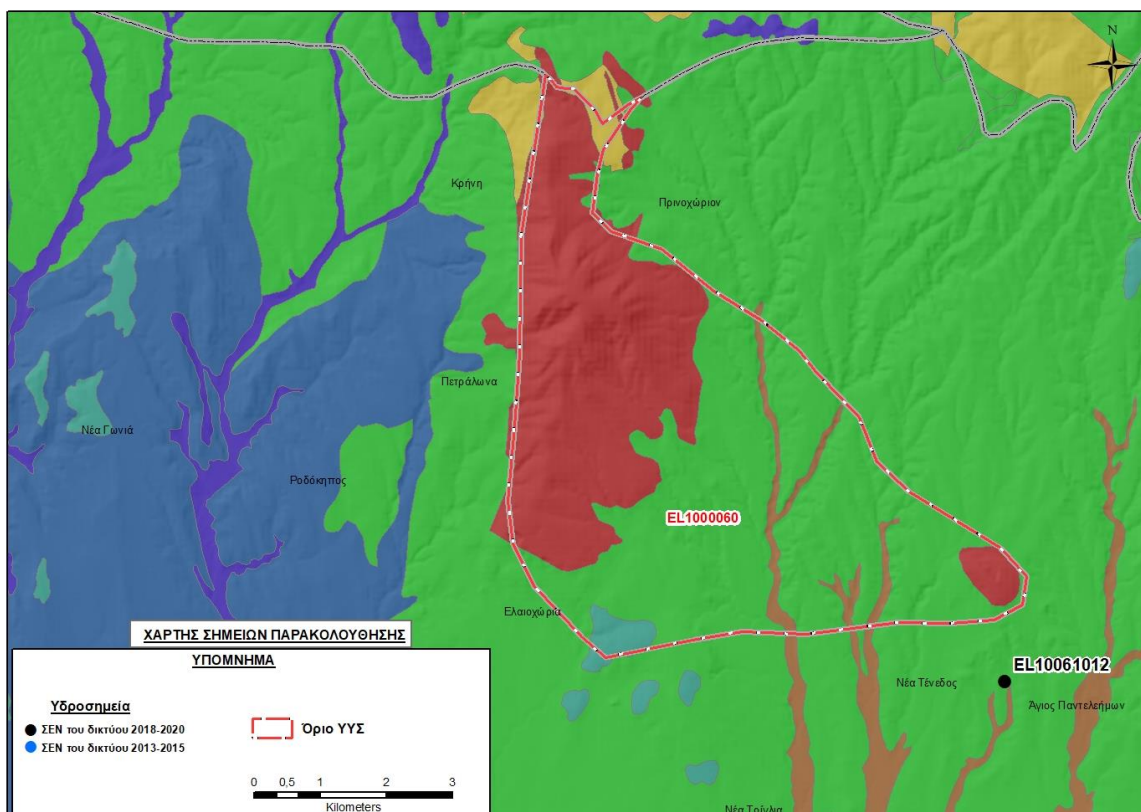 N
Κρήνη
Πρινοχώριον
Πετράλωνα
Νέα Γωνιά
Ροδόκηπος
EL1000060
Ελαιοχώρια
ΧΑΡΤΗΣ ΣΗΜΕΙΩΝ ΠΑΡΑΚΟΛΟΥΘΗΣΗΣ
ΥΠΟΜΝΗΜΑ
Υδροσημεία
ΣΕΝ του δικτύου 2018-2020
ΣΕΝ του δικτύου 2013-2015
Όριο ΥΥΣ
0 0,5 1 2 3
Kilometers
EL10061012
Νέα Τένεδος
Άγιος Παντελεήμων
Νέα Τρίγλια